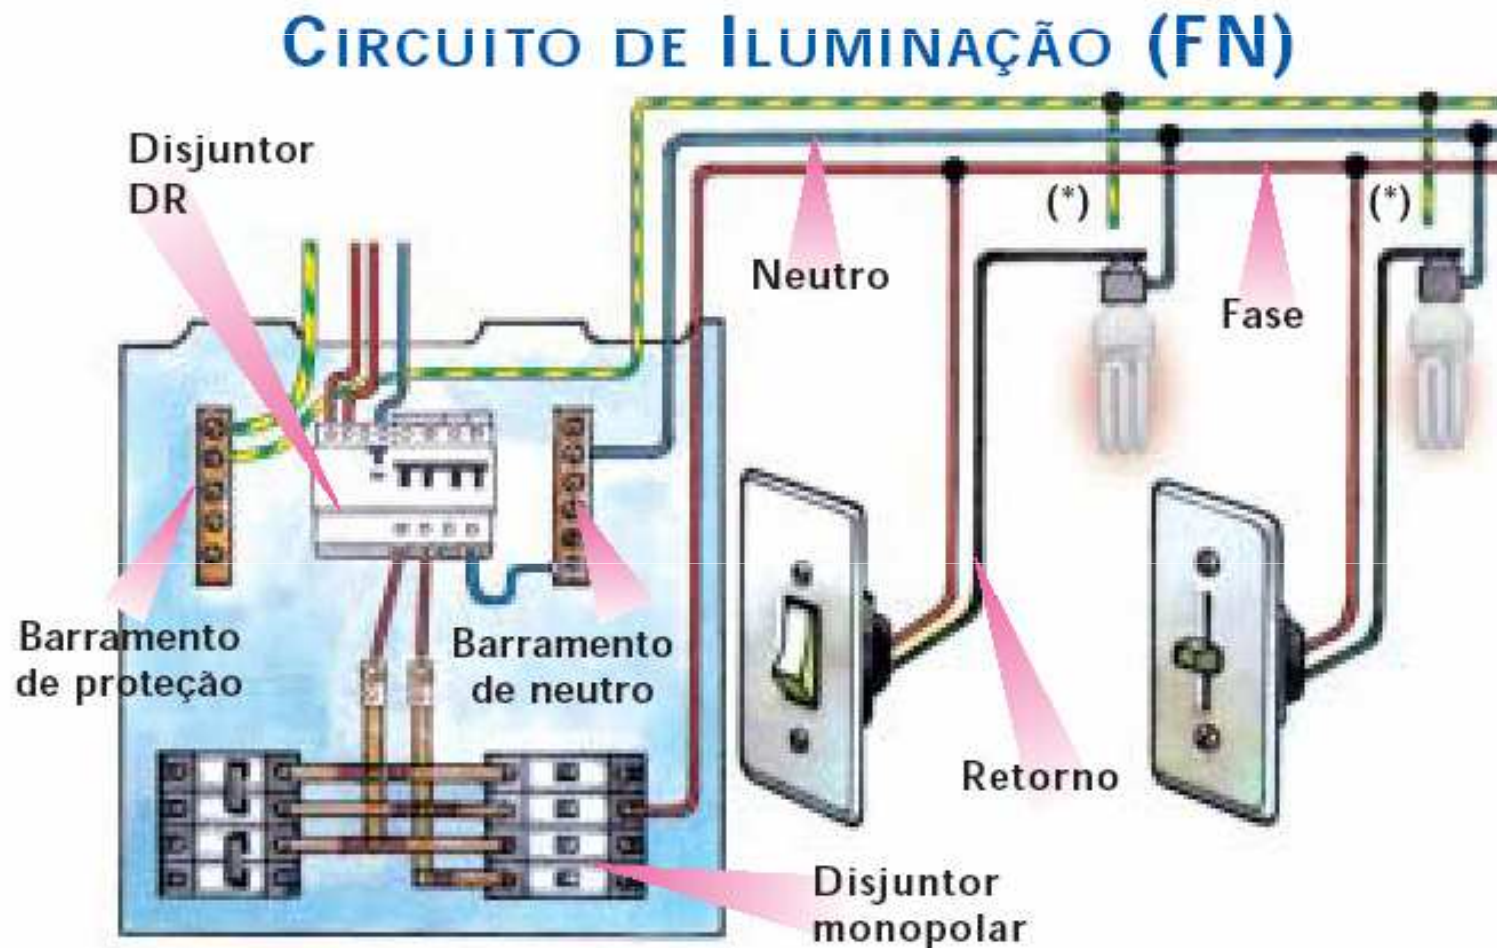 CIRCUITO DE ILUMINAÇÃO (FN)
Disjuntor
DR
(*)
(*)
Neutro
Fase
Barramento
de proteção
Barramento
de neutro
Retorno
Disjuntor
monopolar